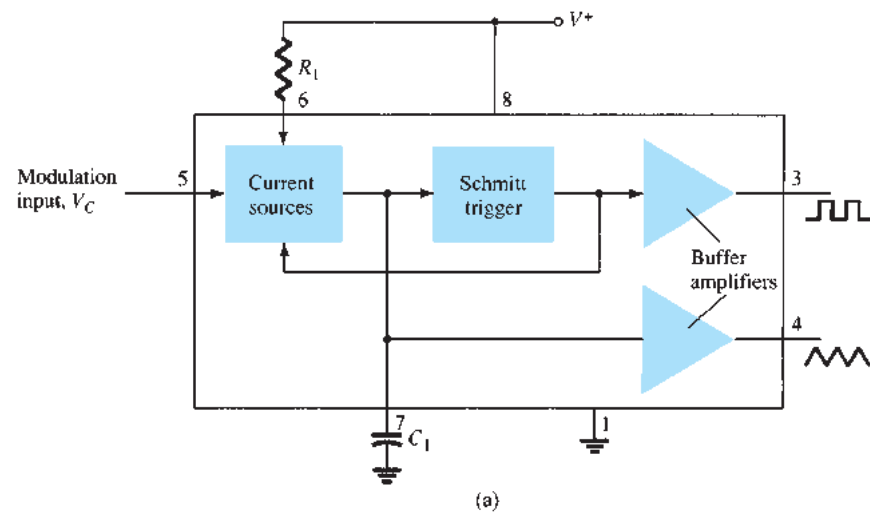 V+
R1
6
8
Modulation
input, VC
5
Current
sources
Schmitt
trigger
3
Buffer
amplifiers
4
7
C1
1
(a)